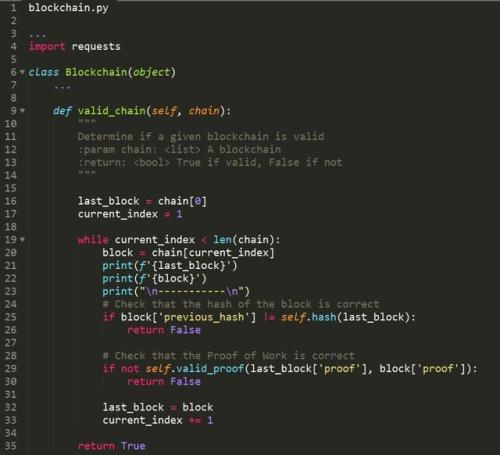 1 blockchain.py
2
3 ...
4 import requests
5
6 class Blockchain(object)
7     ...
8
9     def valid_chain(self, chain):
10         """
11         Determine if a given blockchain is valid
12         :param chain: <list> A blockchain
13         :return: <bool> True if valid, False if not
14         """
15
16         last_block = chain[0]
17         current_index = 1
18
19         while current_index < len(chain):
20             block = chain[current_index]
21             print(f'{last_block}')
22             print(f'{block}')
23             print("\n-----------\n")
24             # Check that the hash of the block is correct
25             if block['previous_hash'] != self.hash(last_block):
26                 return False
27
28             # Check that the Proof of Work is correct
29             if not self.valid_proof(last_block['proof'], block['proof']):
30                 return False
31
32             last_block = block
33             current_index += 1
34
35         return True